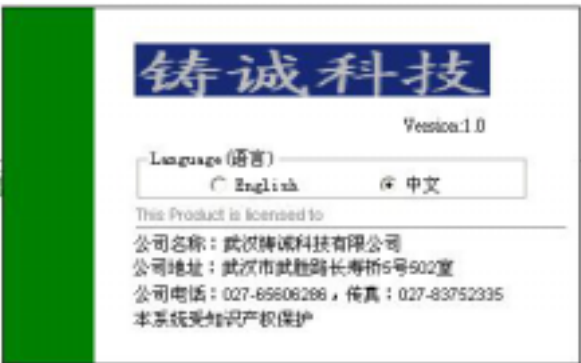 铸诚科技
Version:1.0
Language(语言)
English 中文
This Product is licensed to
公司名称：武汉铸诚科技有限公司
公司地址：武汉市武胜路长寿桥5号502室
公司电话：027-65606286，传真：027-83752335
本系统受知识产权保护